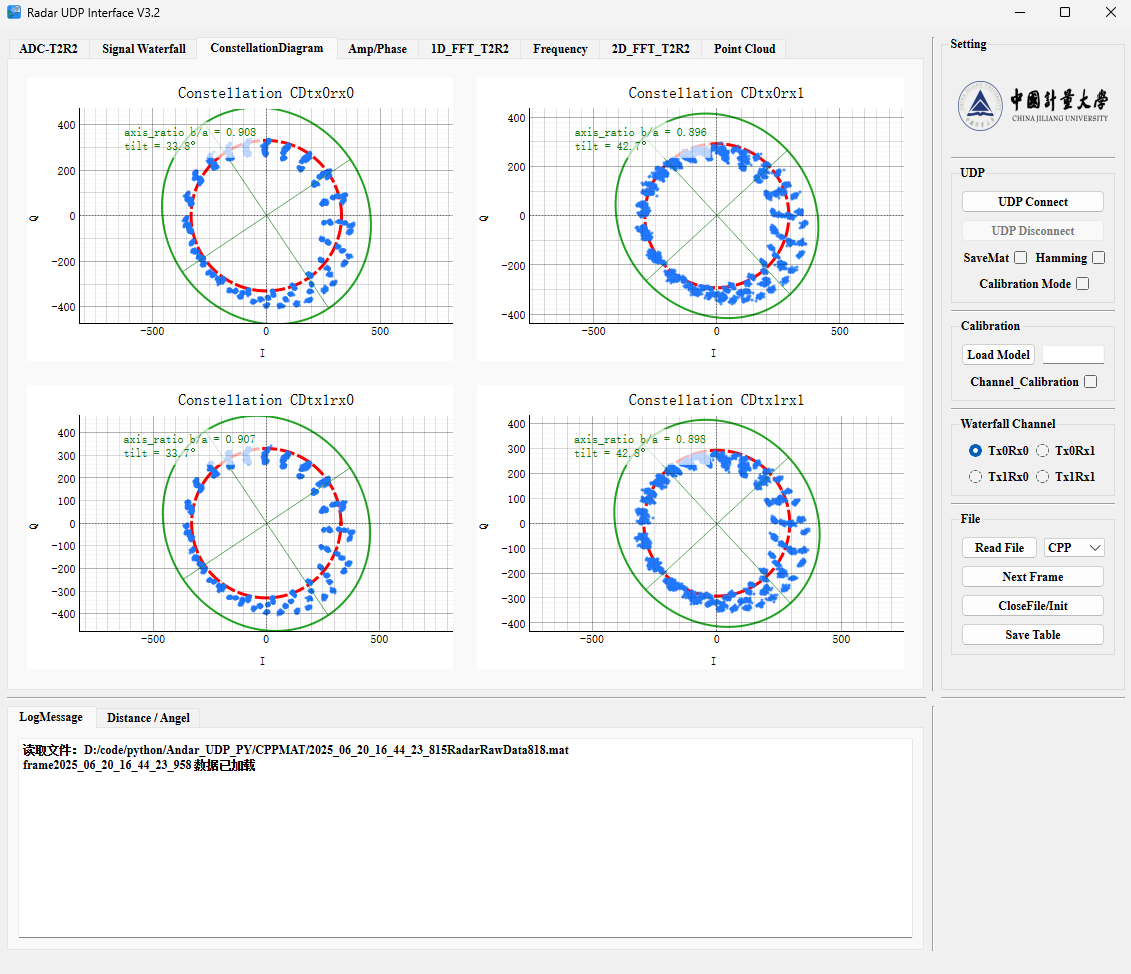 Radar UDP Interface V3.2
ADC-T2R2 Signal Waterfall ConstellationDiagram Amp/Phase 1D_FFT_T2R2 Frequency 2D_FFT_T2R2 Point Cloud
Constellation CDtx0rx0
axis_ratio b/a = 0.908
tilt = 33.8°
Q
400
200
0
−200
−400
−500 0 500
I
Constellation CDtx0rx1
axis_ratio b/a = 0.896
tilt = 42.7°
Q
400
200
0
−200
−400
−500 0 500
I
Constellation CDtx1rx0
axis_ratio b/a = 0.907
tilt = 33.7°
Q
400
300
200
100
0
−100
−200
−300
−400
−500 0 500
I
Constellation CDtx1rx1
axis_ratio b/a = 0.898
tilt = 42.8°
Q
400
300
200
100
0
−100
−200
−300
−400
−500 0 500
I
LogMessage Distance / Angel
读取文件：D:/code/python/Andar_UDP_PY/CPPMAT/2025_06_20_16_44_23_815RadarRawData818.mat
frame2025_06_20_16_44_23_958 数据已加载
Setting
中国计量大学
CHINA JILIANG UNIVERSITY
UDP
UDP Connect
UDP Disconnect
SaveMat Hamming
Calibration Mode
Calibration
Load Model
Channel_Calibration
Waterfall Channel
Tx0Rx0 Tx0Rx1
Tx1Rx0 Tx1Rx1
File
Read File CPP
Next Frame
CloseFile/Init
Save Table